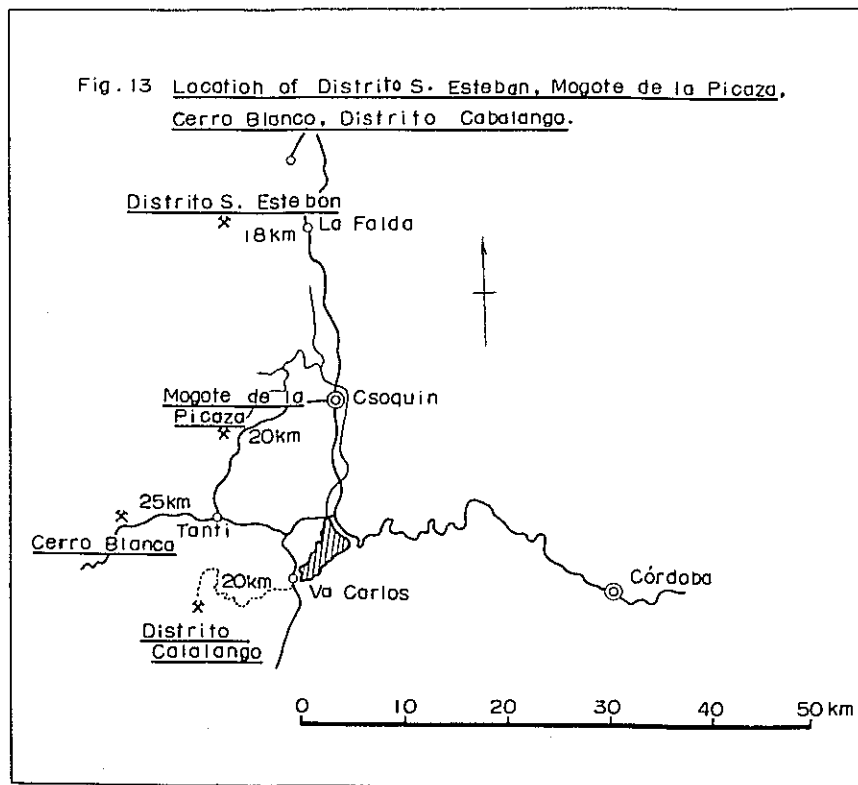 Fig. 13 Location of Distrito S. Esteban, Mogote de la Picaza,
Cerro Blanco, Distrito Cabalango.
Distrito S. Estebon
18km
La Falda
Mogote de la
Picaza
20km
Csoquin
25km
Tanti
Cerro Blanca
20km
Va Carlos
Córdoba
Distrito
Calalango
0 10 20 30 40 50 km